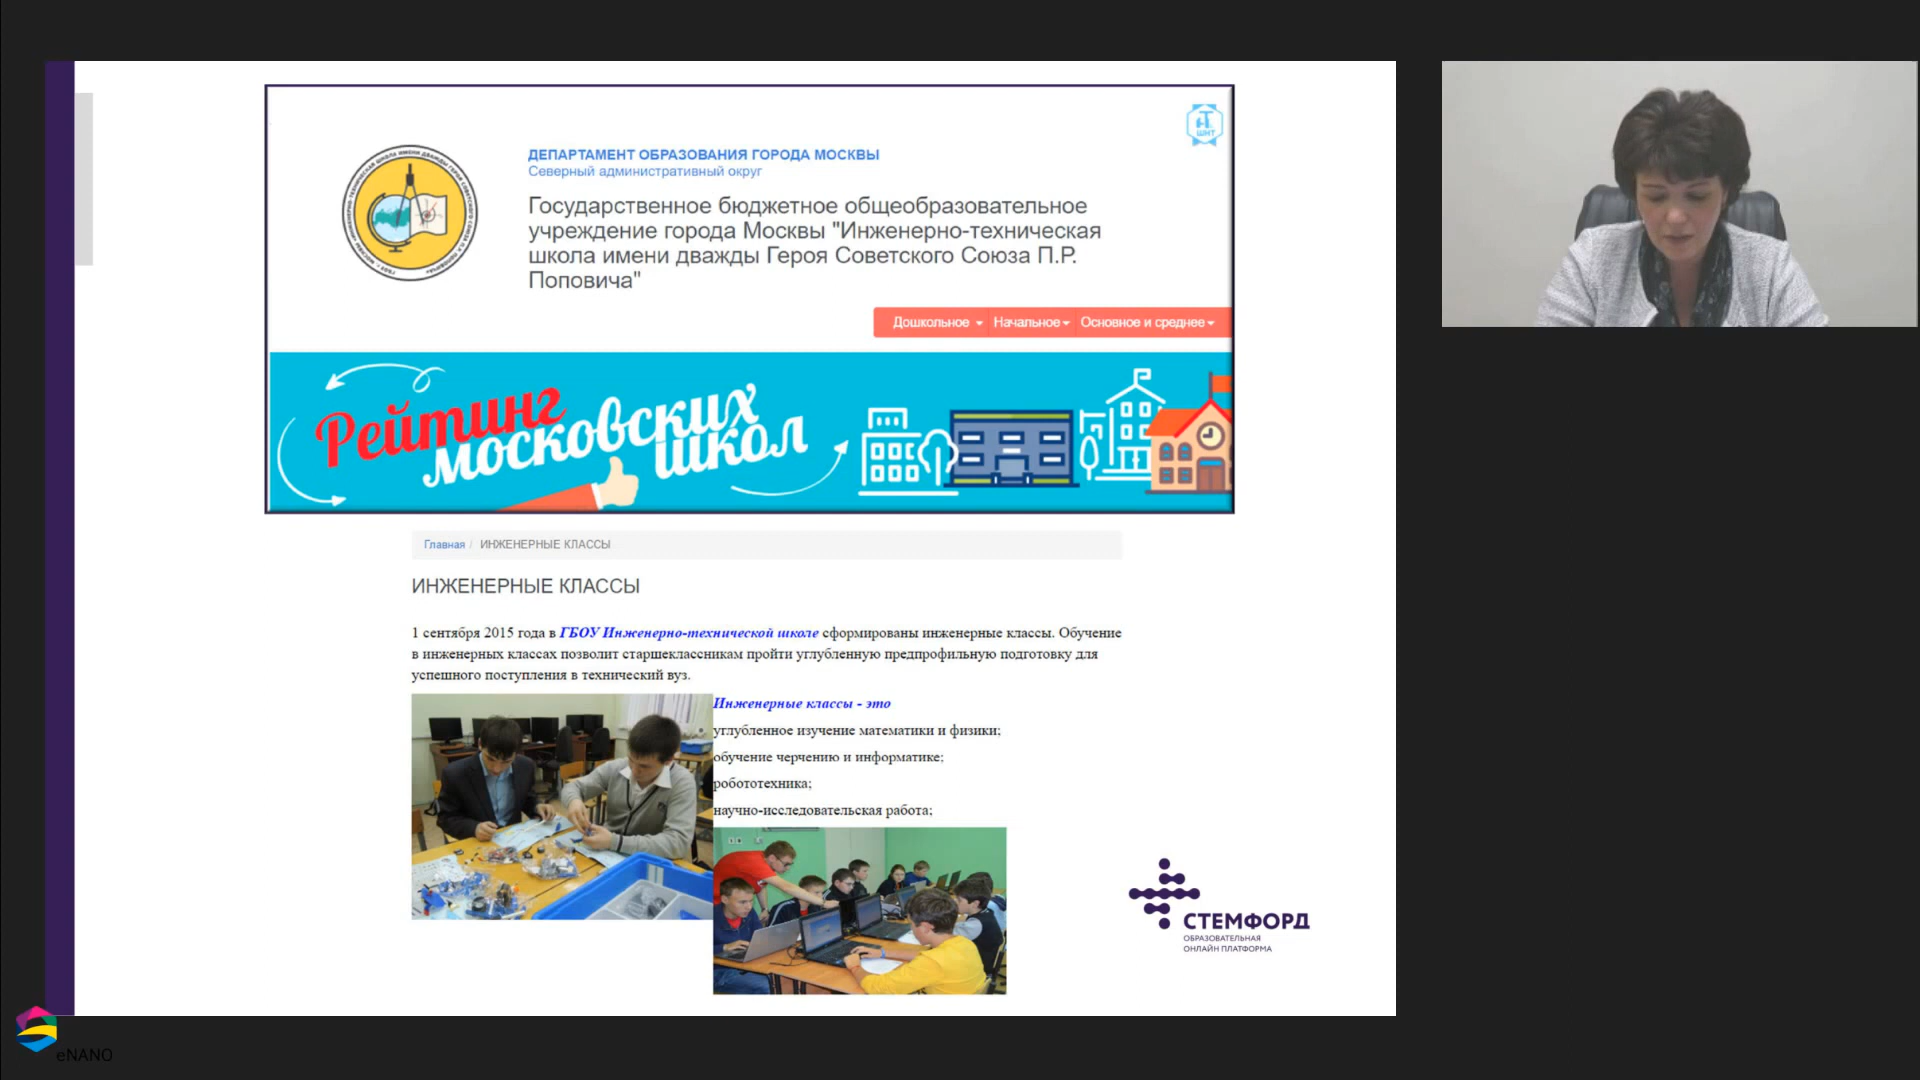 ШНТ
ДЕПАРТАМЕНТ ОБРАЗОВАНИЯ ГОРОДА МОСКВЫ
Северный административный округ
Государственное бюджетное общеобразовательное
учреждение города Москвы "Инженерно-техническая
школа имени дважды Героя Советского Союза П.Р.
Поповича"
Дошкольное Начальное Основное и среднее
Рейтинг
московских
школ
Главная / ИНЖЕНЕРНЫЕ КЛАССЫ
ИНЖЕНЕРНЫЕ КЛАССЫ
1 сентября 2015 года в ГБОУ Инженерно-технической школе сформированы инженерные классы. Обучение
в инженерных классах позволит старшеклассникам пройти углубленную предпрофильную подготовку для
успешного поступления в технический вуз.
Инженерные классы - это
углубленное изучение математики и физики;
обучение черчению и информатике;
робототехника;
научно-исследовательская работа;
СТЕМФОРД
ОБРАЗОВАТЕЛЬНАЯ
ОНЛАЙН ПЛАТФОРМА
eNANO